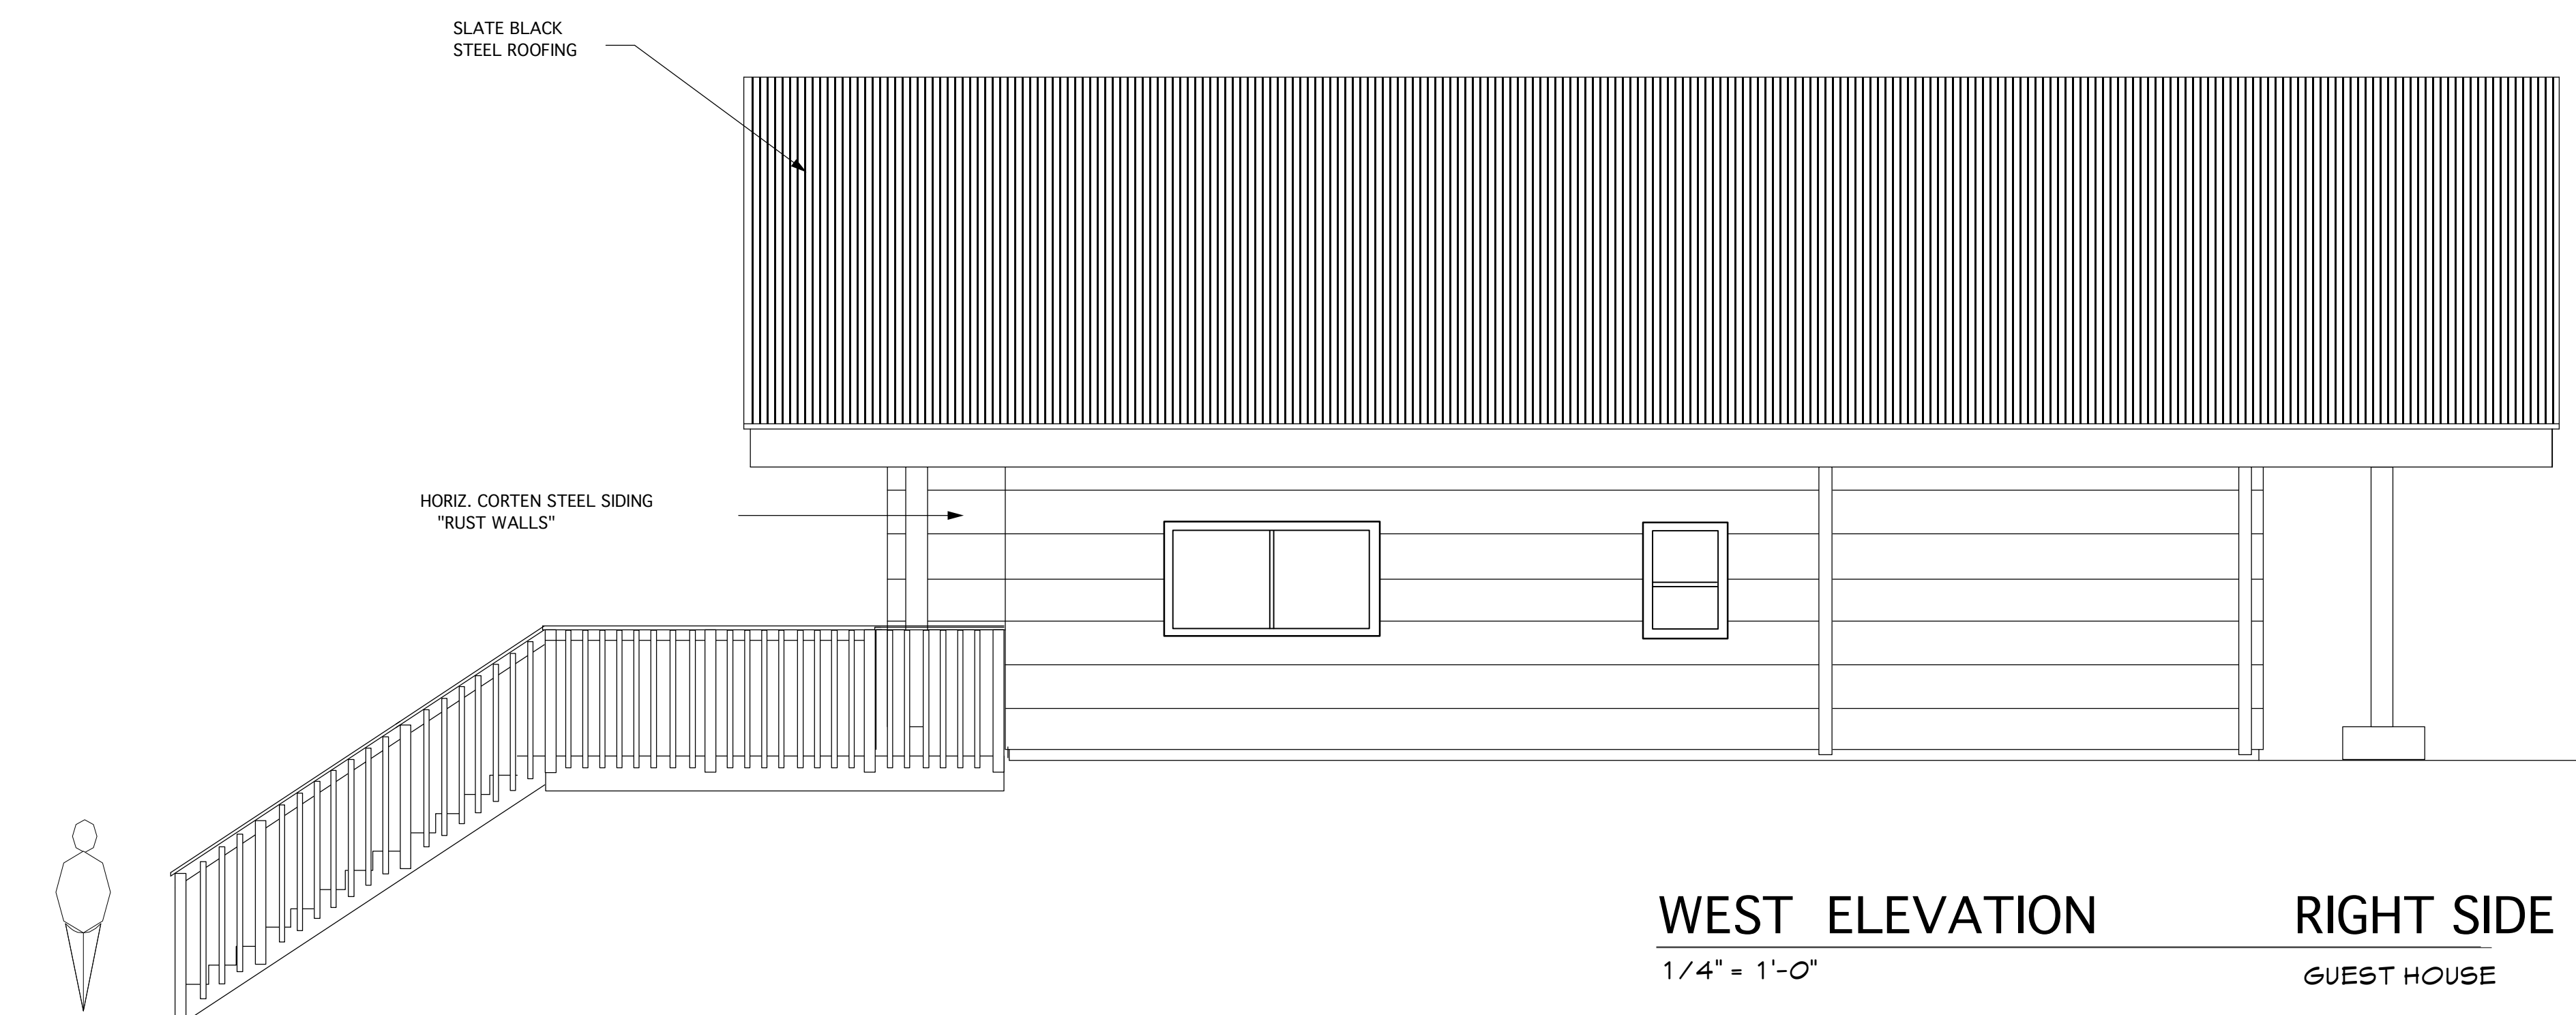 SLATE BLACK
STEEL ROOFING
HORIZ. CORTEN STEEL SIDING
"RUST WALLS"
WEST ELEVATION RIGHT SIDE
1/4" = 1'-0" GUEST HOUSE